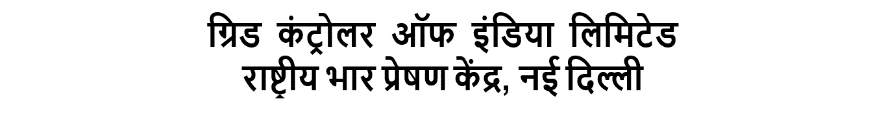 ग्रिड कंट्रोलर ऑफ इंडिया लिमिटेड
राष्ट्रीय भार प्रेषण केंद्र, नई दिल्ली